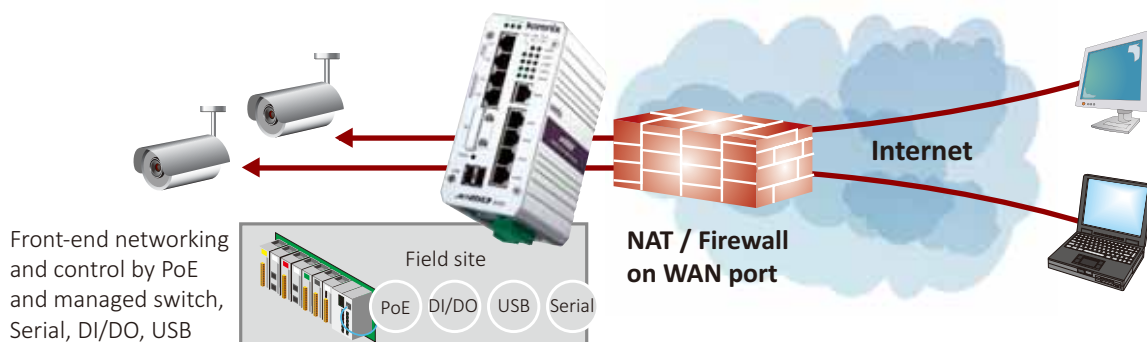 Korenix
Internet
NAT / Firewall
on WAN port
Front-end networking
and control by PoE
and managed switch,
Serial, DI/DO, USB
Field site
PoE
DI/DO
USB
Serial